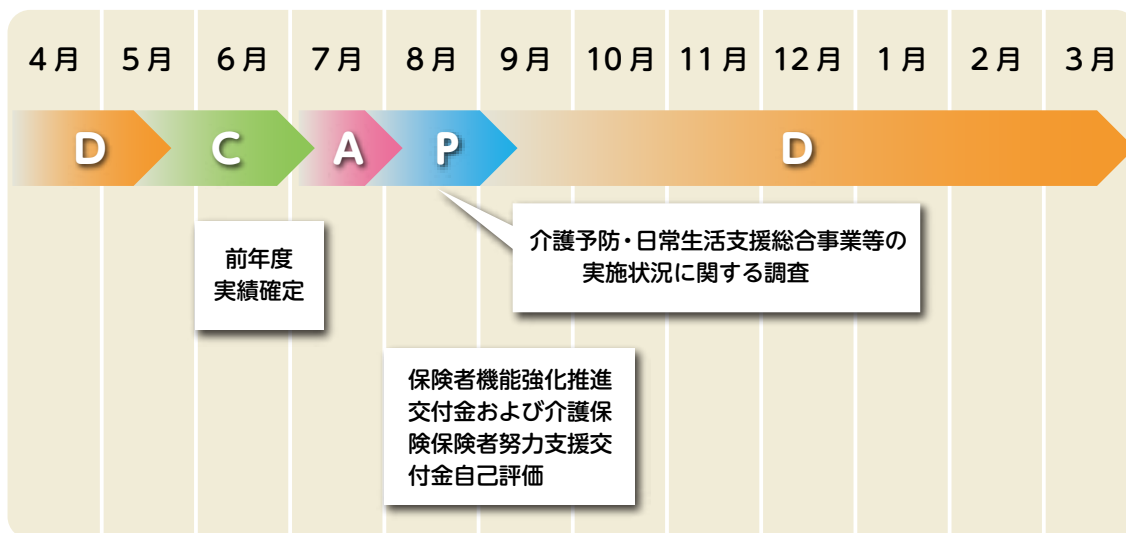 4月 5月 6月 7月 8月 9月 10月 11月 12月 1月 2月 3月
D C A P D
前年度
実績確定
介護予防・日常生活支援総合事業等の
実施状況に関する調査
保険者機能強化推進
交付金および介護保
険保険者努力支援交
付金自己評価